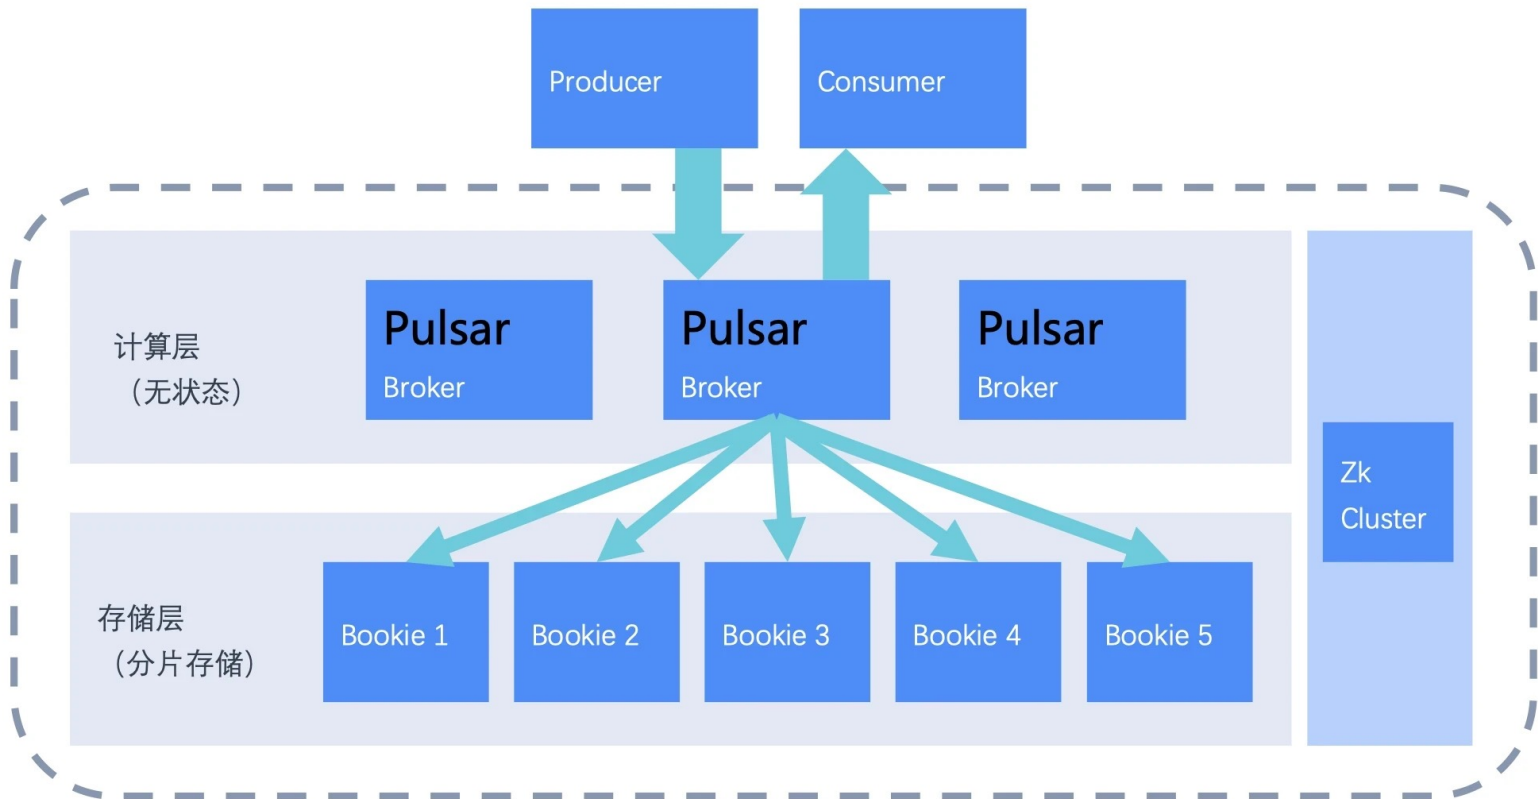 Producer
Consumer
计算层
（无状态）
Pulsar
Broker
Pulsar
Broker
Pulsar
Broker
Zk
Cluster
存储层
（分片存储）
Bookie 1
Bookie 2
Bookie 3
Bookie 4
Bookie 5